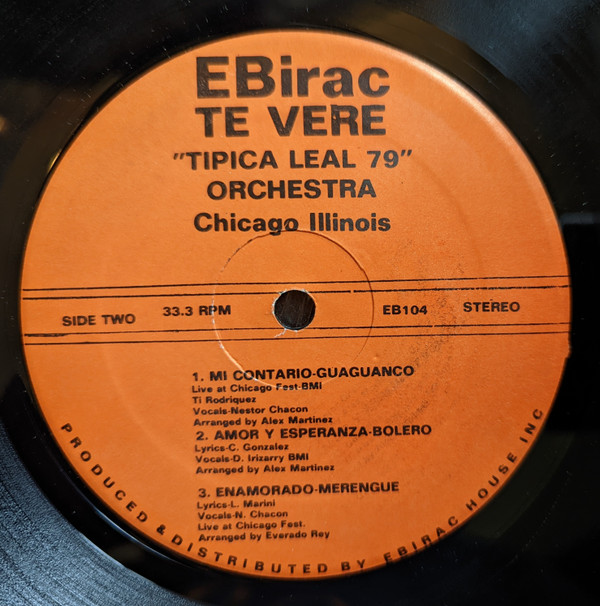 EBirac
TE VERE
"TIPICA LEAL 79"
ORCHESTRA
Chicago Illinois
SIDE TWO 33.3 RPM EB104 STEREO
1. MI CONTARIO-GUAGUANCO
Live at Chicago Fest-BMI
Ti Rodriquez
Vocals-Nestor Chacon
Arranged by Alex Martinez
2. AMOR Y ESPERANZA-BOLERO
Lyrics-C. Gonzalez
Vocals-D. Irizarry BMI
Arranged by Alex Martinez
3. ENAMORADO-MERENGUE
Lyrics-L. Marini
Vocals-N. Chacon
Live at Chicago Fest.
Arranged by Everado Rey
PRODUCED & DISTRIBUTED BY EBIRAC HOUSE INC